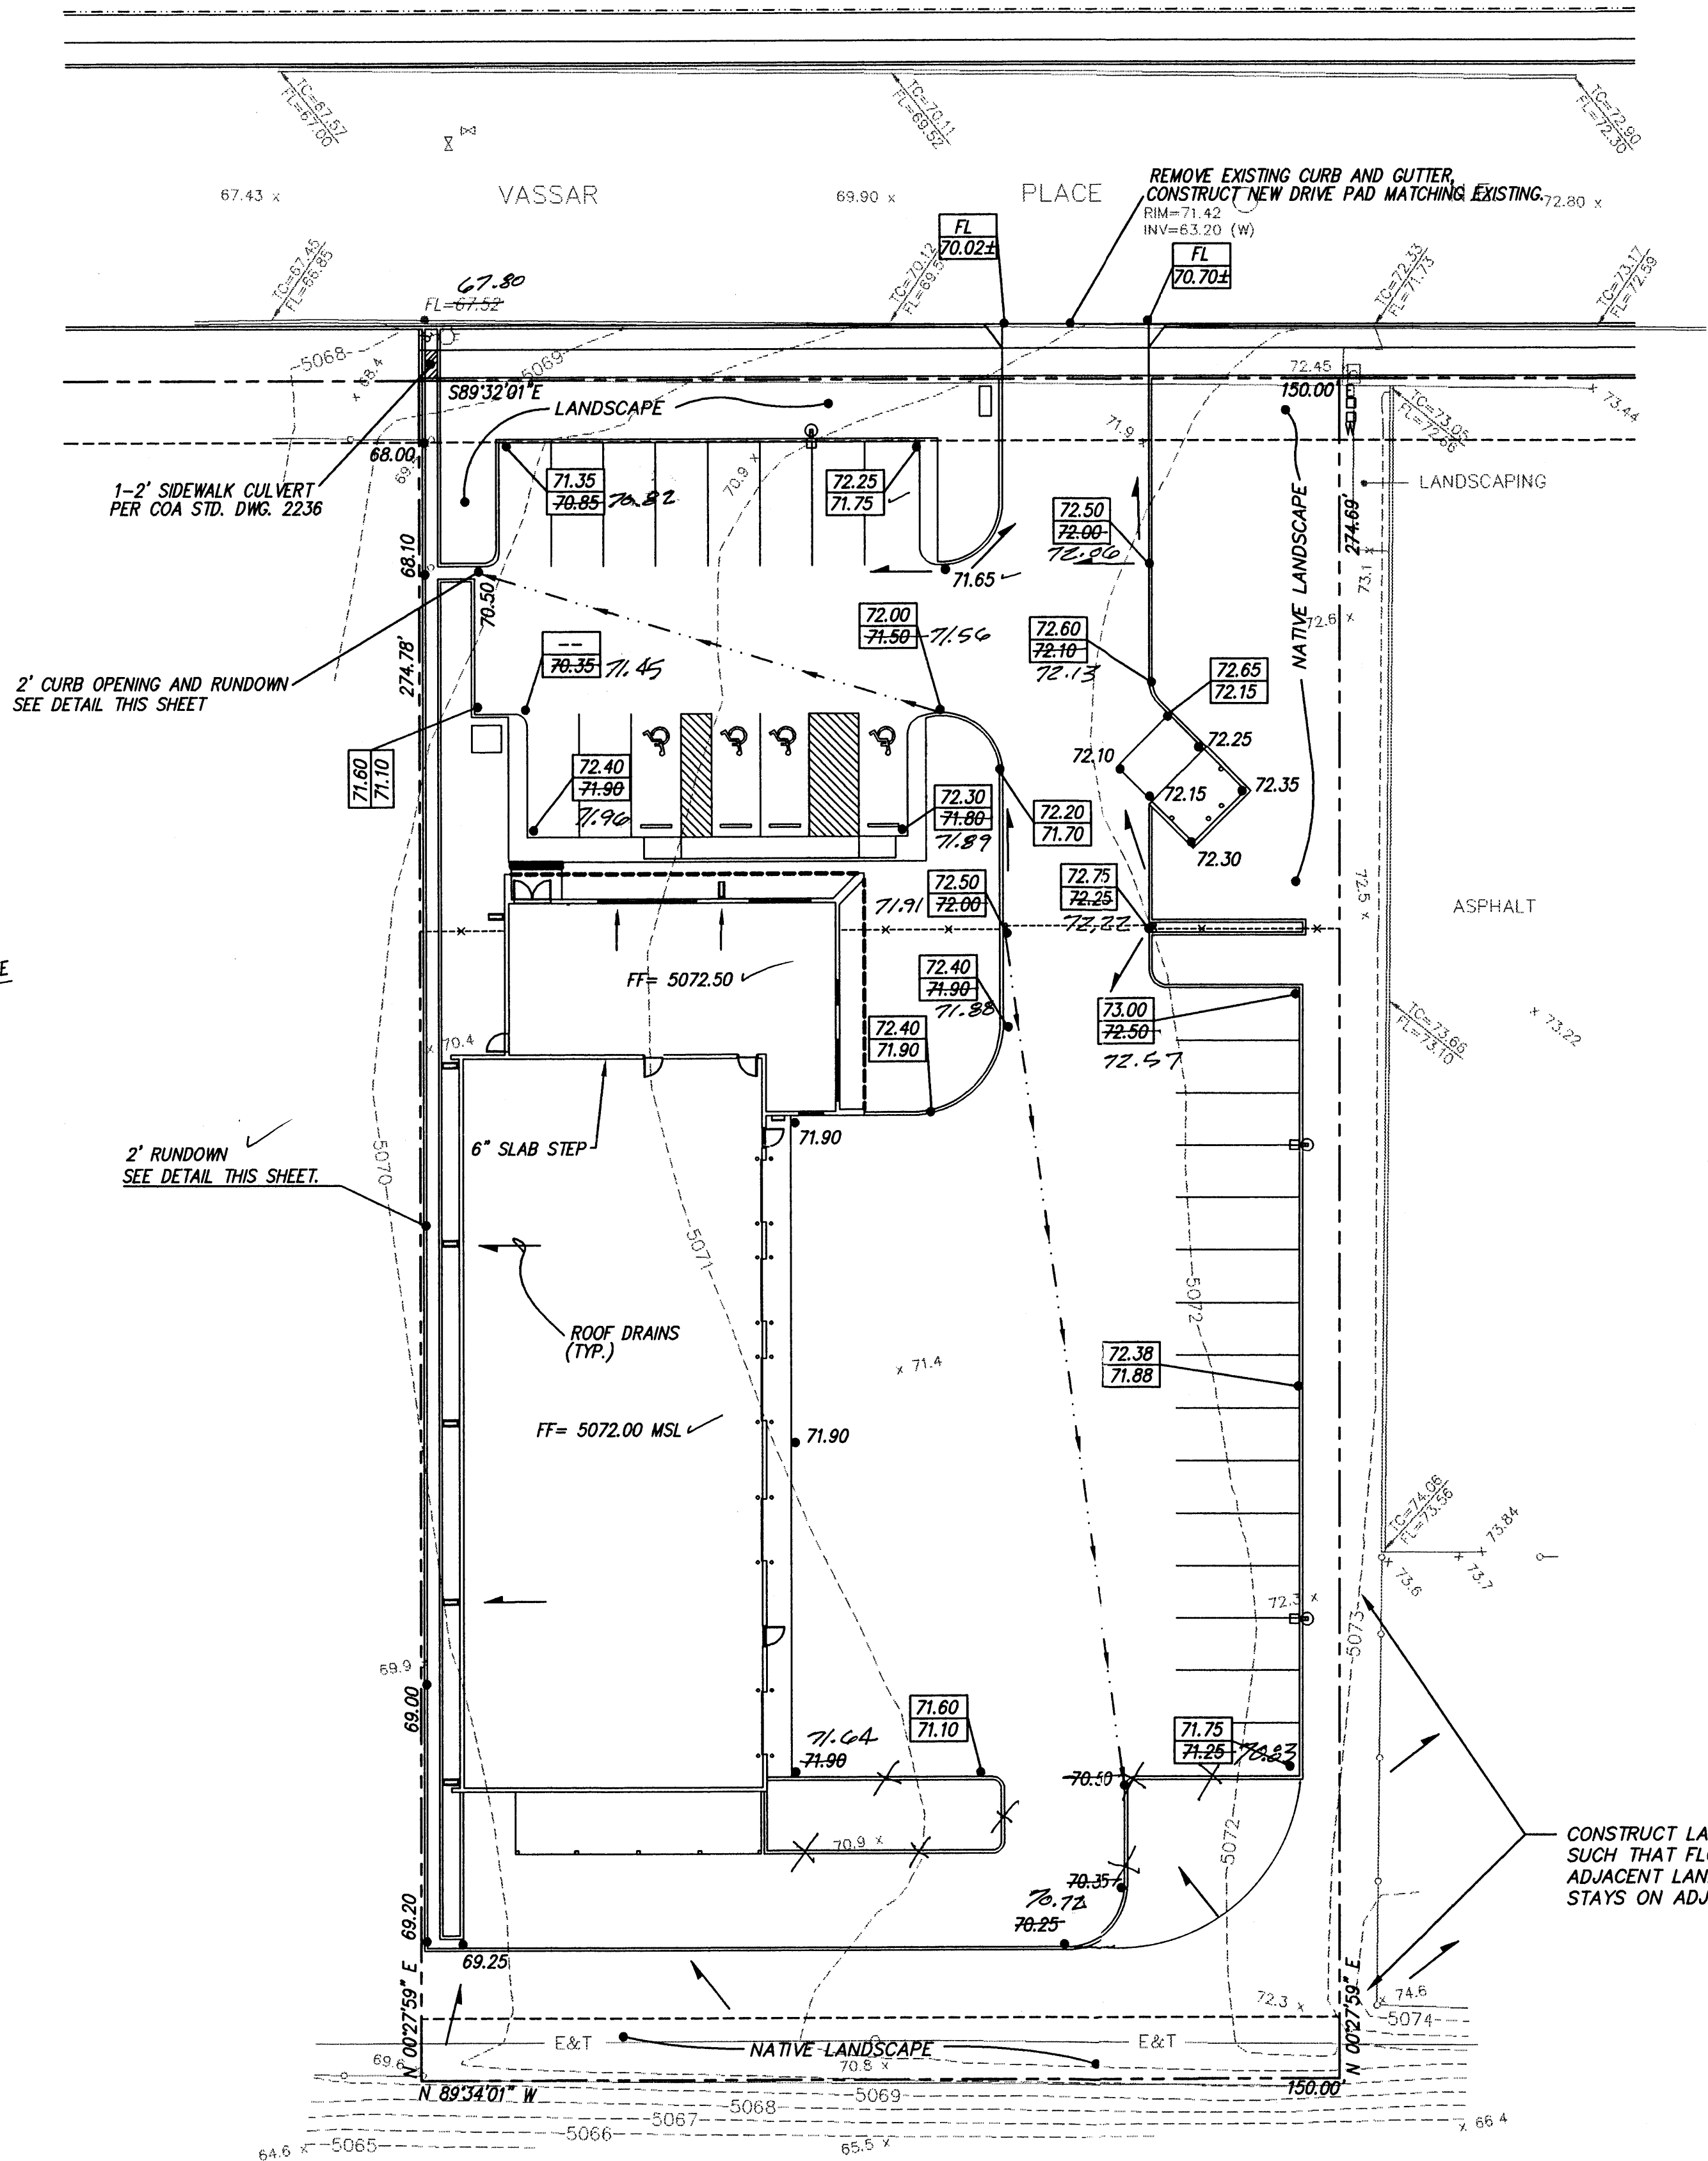 TC=67.57
FL=67.00
TC=70.11
FL=69.52
TC=72.90
FL=72.30
67.43 x
VASSAR
69.90 x
PLACE
REMOVE EXISTING CURB AND GUTTER,
CONSTRUCT NEW DRIVE PAD MATCHING EXISTING.
72.80 x
RIM=71.42
INV=63.20 (W)
FL
70.02±
FL
70.70±
TC=67.45
FL=66.85
67.80
FL=67.52
TC=70.12
TC=72.33
FL=71.73
TC=73.17
FL=72.59
5068
x 68.4
5069
S89°32'01"E
LANDSCAPE
72.45
150.00'
x 73.44
TC=73.05
68.00
71.9 x
1-2' SIDEWALK CULVERT
PER COA STD. DWG. 2236
71.35
70.85 70.82
70.9 x
72.25
71.75
NATIVE LANDSCAPE
274.69'
LANDSCAPING
72.50
72.00
72.06
68.10
70.50
71.65
73.1 x
72.00
71.50 71.56
72.60
72.10
72.13
72.6 x
--
70.35 71.45
72.65
72.15
2' CURB OPENING AND RUNDOWN
SEE DETAIL THIS SHEET
274.78'
71.60
71.10
72.40
71.90
71.96
72.30
71.80
71.89
72.20
71.70
72.10
72.25
72.15
72.35
72.30
72.50
71.91 72.00
72.75
72.25
72.22
72.5 x
ASPHALT
E
FF= 5072.50
72.40
71.90
71.88
73.00
72.50
72.57
72.40
71.90
TC=73.66
FL=73.10
x 73.22
x 70.4
5070
2' RUNDOWN
SEE DETAIL THIS SHEET.
6" SLAB STEP
71.90
5071
5072
ROOF DRAINS
(TYP.)
x 71.4
72.38
71.88
FF= 5072.00 MSL
71.90
TC=74.06
FL=73.56
73.84
x 73.6
x 73.7
72.3 x
5073
69.9 x
69.00
71.64
71.90
71.60
71.10
71.75
71.25 70.83
70.50
70.9 x
70.35
70.72
70.25
5072
CONSTRUCT LA
SUCH THAT FL
ADJACENT LAN
STAYS ON ADJ
69.20
69.25
N 00°27'59" E
72.3 x
N 00°27'59" E
x 74.6
5074
E&T
NATIVE LANDSCAPE
E&T
69.6
70.8 x
N 89°34'01" W
150.00'
5069
5068
5067
5066
5065
64.6 x
65.5 x
x 66.4